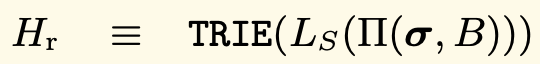 H_r ≡ TRIE(L_S(Π(σ, B)))